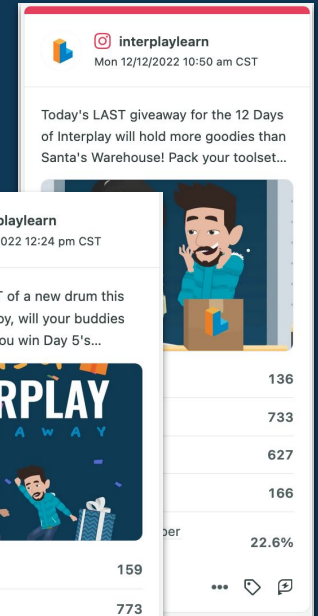 interplaylearn
Mon 12/12/2022 10:50 am CST
Today's LAST giveaway for the 12 Days
of Interplay will hold more goodies than
Santa's Warehouse! Pack your toolset...
136
733
627
166
22.6%
playlearn
022 12:24 pm CST
of a new drum this
will your buddies
ou win Day 5's...
RPLAY
A W A Y
159
773